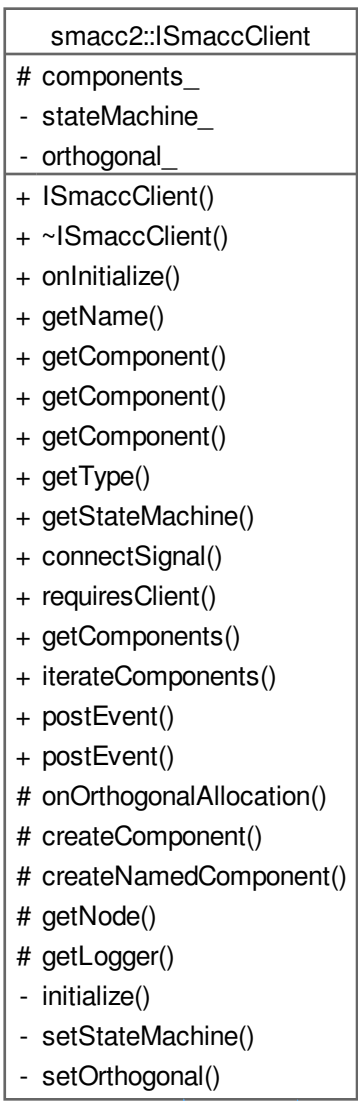 smacc2::ISmaccClient
# components_
- stateMachine_
- orthogonal_
+ ISmaccClient()
+ ~ISmaccClient()
+ onInitialize()
+ getName()
+ getComponent()
+ getComponent()
+ getComponent()
+ getType()
+ getStateMachine()
+ connectSignal()
+ requiresClient()
+ getComponents()
+ iterateComponents()
+ postEvent()
+ postEvent()
# onOrthogonalAllocation()
# createComponent()
# createNamedComponent()
# getNode()
# getLogger()
- initialize()
- setStateMachine()
- setOrthogonal()